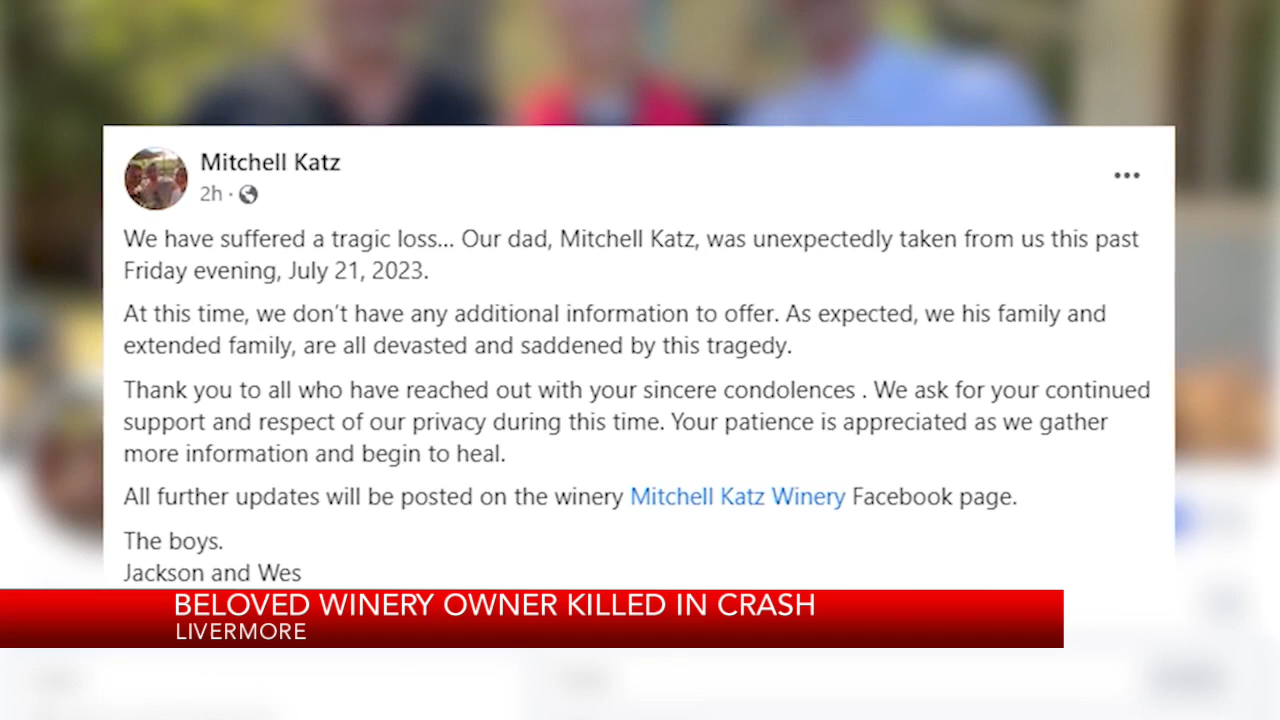 Mitchell Katz
2h ·
We have suffered a tragic loss... Our dad, Mitchell Katz, was unexpectedly taken from us this past
Friday evening, July 21, 2023.
At this time, we don't have any additional information to offer. As expected, we his family and
extended family, are all devasted and saddened by this tragedy.
Thank you to all who have reached out with your sincere condolences . We ask for your continued
support and respect of our privacy during this time. Your patience is appreciated as we gather
more information and begin to heal.
All further updates will be posted on the winery Mitchell Katz Winery Facebook page.
The boys.
Jackson and Wes
BELOVED WINERY OWNER KILLED IN CRASH
LIVERMORE